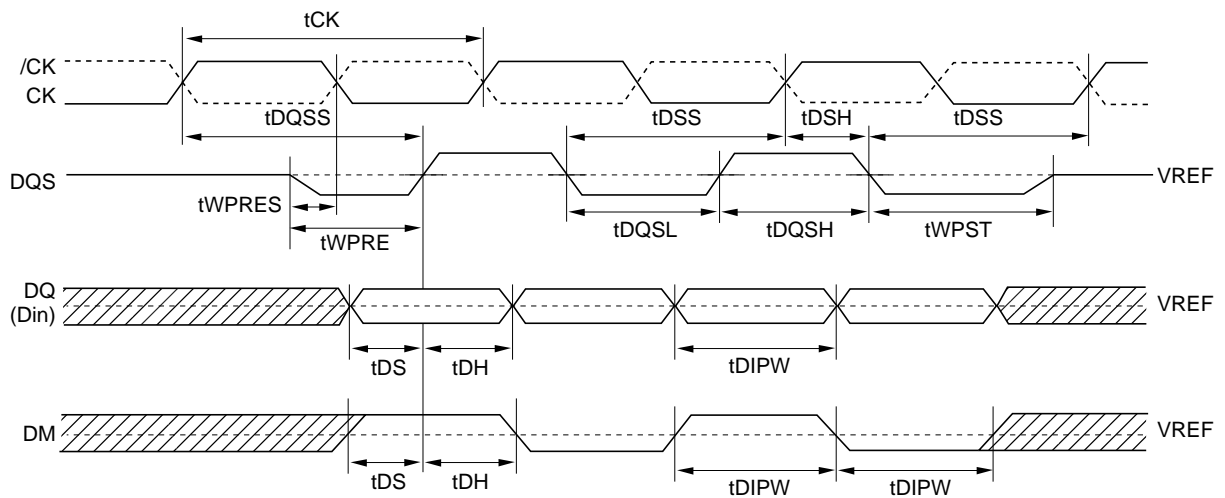 tCK
/CK
CK
tDQSS
tDSS
tDSH
tDSS
DQS
VREF
tWPRES
tDQSL
tDQSH
tWPST
tWPRE
DQ
(Din)
VREF
tDS
tDH
tDIPW
DM
VREF
tDS
tDH
tDIPW
tDIPW